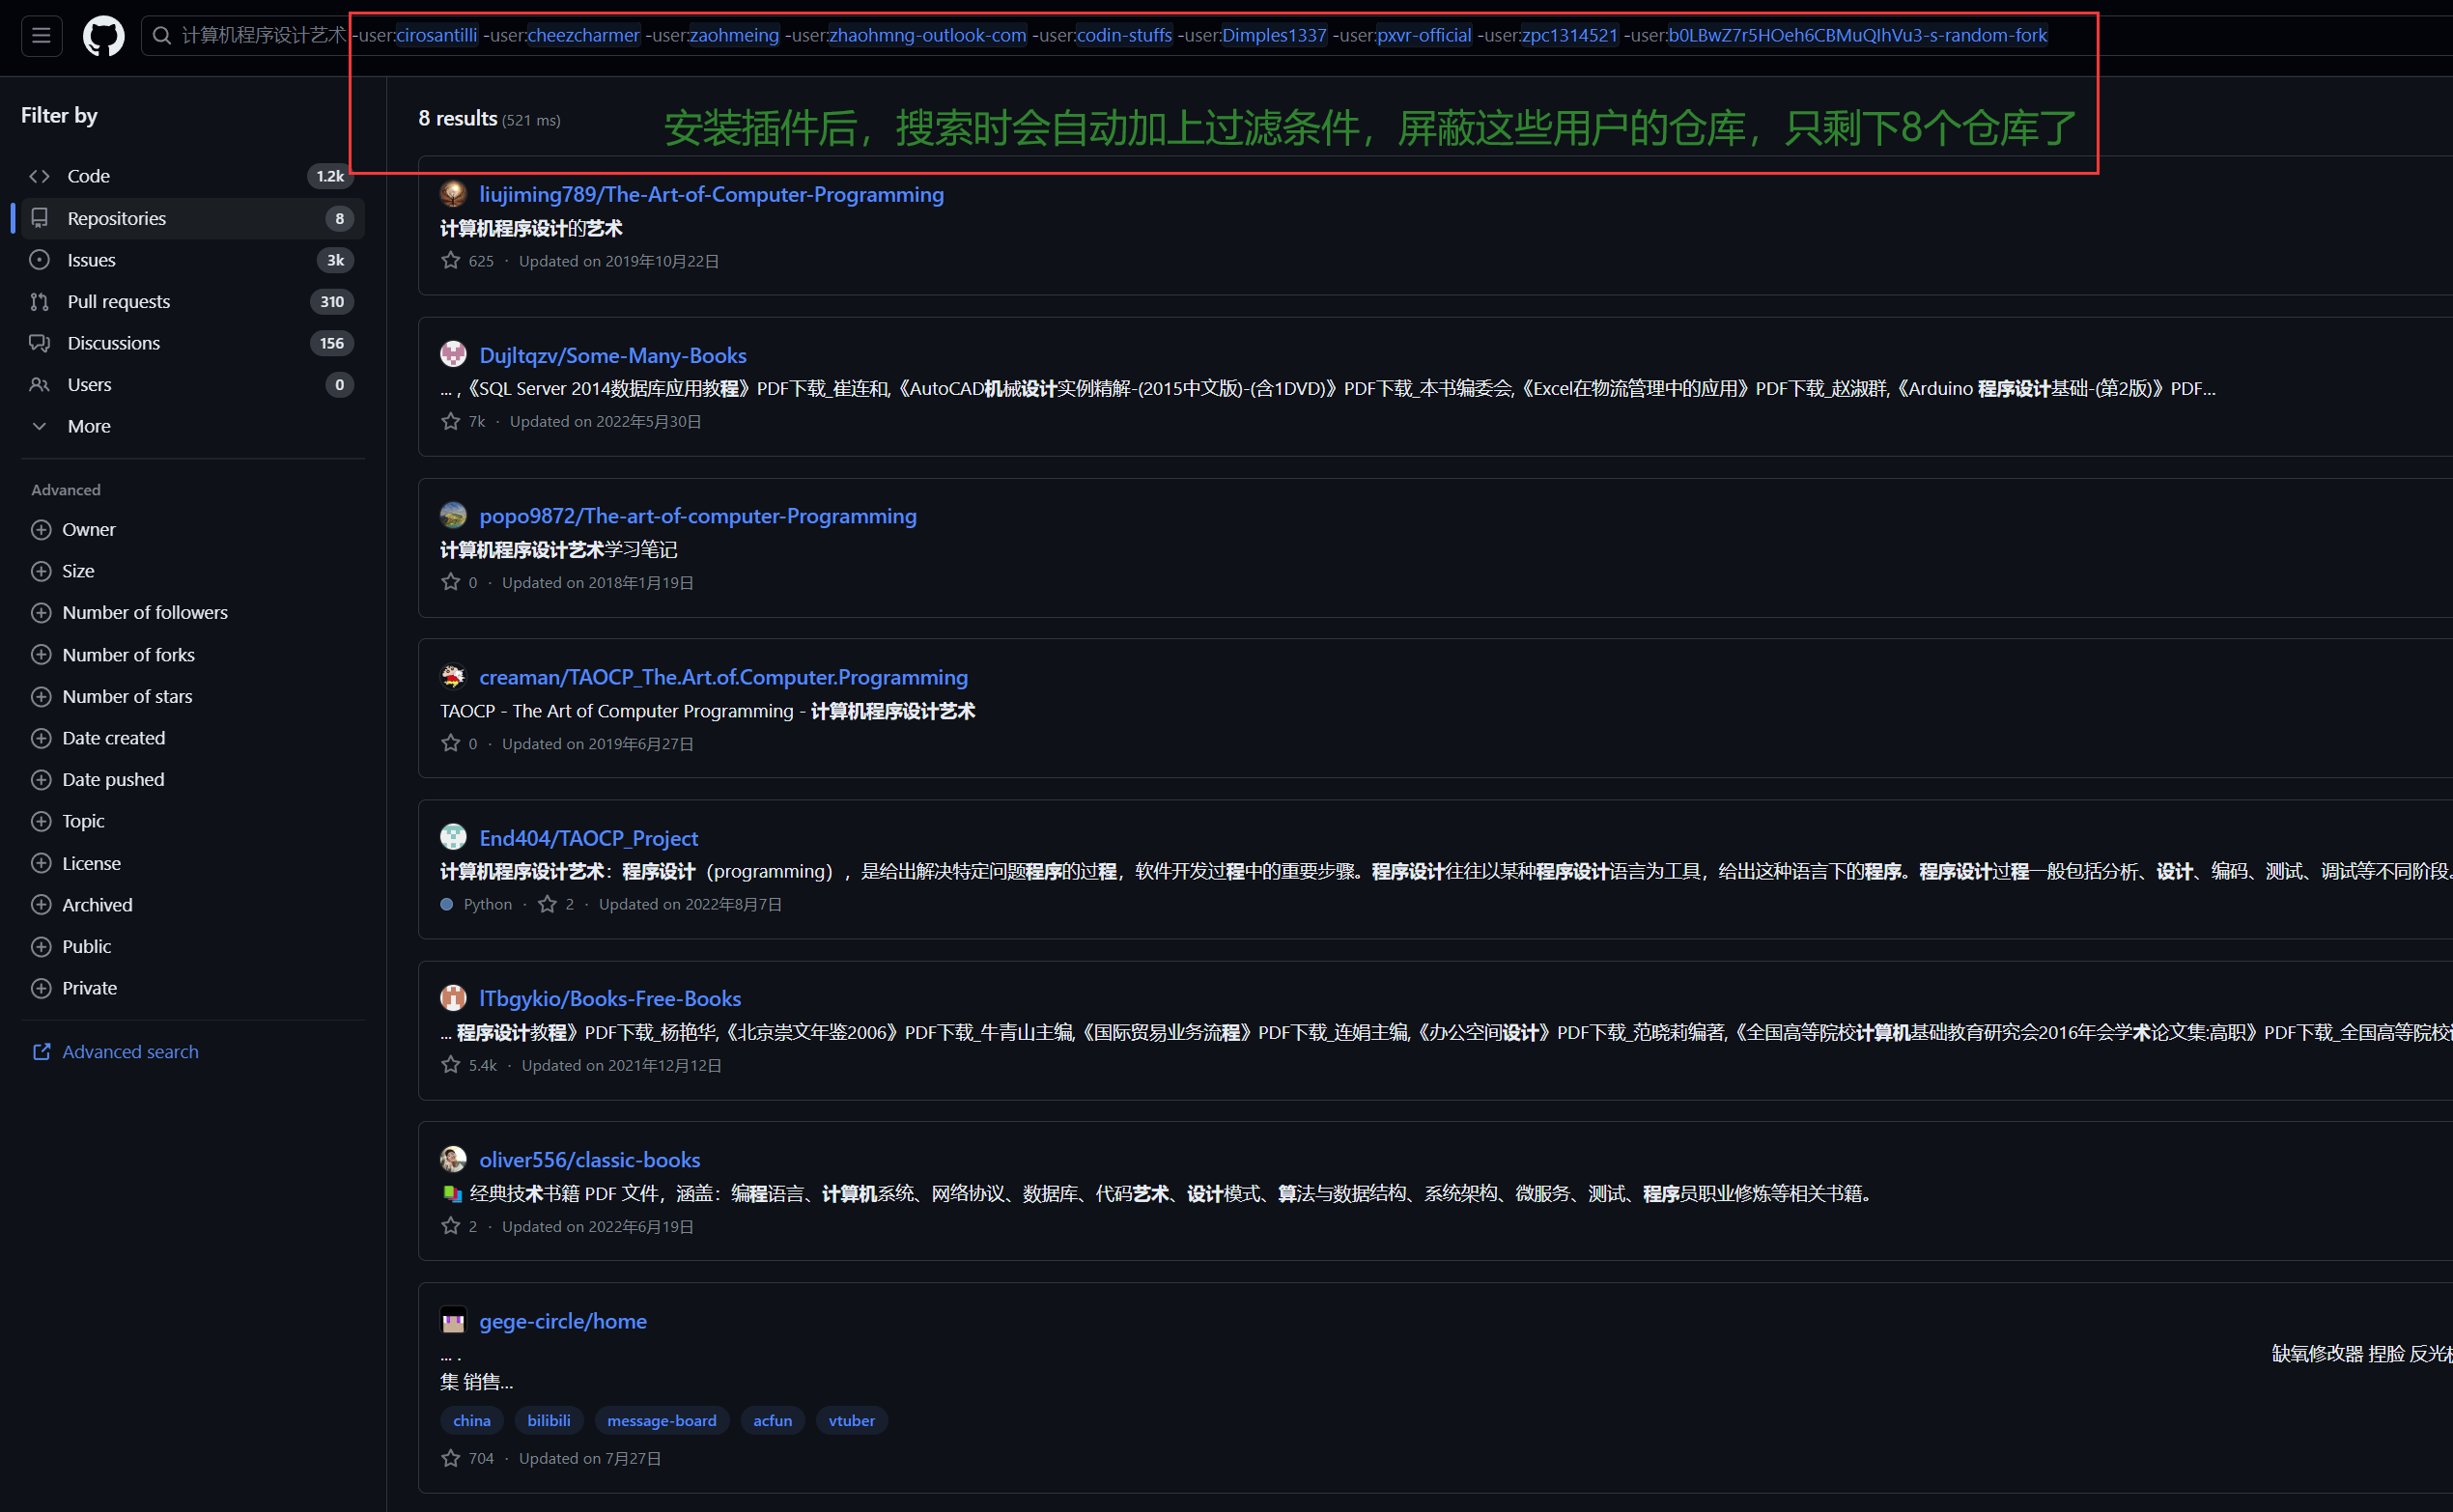 计算机程序设计艺术 -user:cirosantilli -user:cheezcharmer -user:zaohmeing -user:zhaohmng-outlook-com -user:codin-stuffs -user:Dimples1337 -user:pxvr-official -user:zpc1314521 -user:b0LBwZ7r5HOeh6CBMuQIhVu3-s-random-fork
Filter by
8 results (521 ms)
安装插件后，搜索时会自动加上过滤条件，屏蔽这些用户的仓库，只剩下8个仓库了
Code 1.2k
Repositories 8
Issues 3k
Pull requests 310
Discussions 156
Users 0
More
Advanced
Owner
Size
Number of followers
Number of forks
Number of stars
Date created
Date pushed
Topic
License
Archived
Public
Private
Advanced search
liujiming789/The-Art-of-Computer-Programming
计算机程序设计的艺术
625 · Updated on 2019年10月22日
Dujltqzv/Some-Many-Books
... ,《SQL Server 2014数据库应用教程》PDF下载_崔连和,《AutoCAD机械设计实例精解-(2015中文版)-(含1DVD)》PDF下载_本书编委会,《Excel在物流管理中的应用》PDF下载_赵淑群,《Arduino 程序设计基础-(第2版)》PDF...
7k · Updated on 2022年5月30日
popo9872/The-art-of-computer-Programming
计算机程序设计艺术学习笔记
0 · Updated on 2018年1月19日
creaman/TAOCP_The.Art.of.Computer.Programming
TAOCP - The Art of Computer Programming - 计算机程序设计艺术
0 · Updated on 2019年6月27日
End404/TAOCP_Project
计算机程序设计艺术：程序设计（programming），是给出解决特定问题程序的过程，软件开发过程中的重要步骤。程序设计往往以某种程序设计语言为工具，给出这种语言下的程序。程序设计过程一般包括分析、设计、编码、测试、调试等不同阶段。
Python · 2 · Updated on 2022年8月7日
lTbgykio/Books-Free-Books
... 程序设计教程》PDF下载_杨艳华,《北京崇文年鉴2006》PDF下载_牛青山主编,《国际贸易业务流程》PDF下载_连娟主编,《办公空间设计》PDF下载_范晓莉编著,《全国高等院校计算机基础教育研究会2016年会学术论文集:高职》PDF下载_全国高等院校
5.4k · Updated on 2021年12月12日
oliver556/classic-books
经典技术书籍 PDF 文件，涵盖：编程语言、计算机系统、网络协议、数据库、代码艺术、设计模式、算法与数据结构、系统架构、微服务、测试、程序员职业修炼等相关书籍。
2 · Updated on 2022年6月19日
gege-circle/home
... . 缺氧修改器 捏脸 反光
集 销售...
china bilibili message-board acfun vtuber
704 · Updated on 7月27日